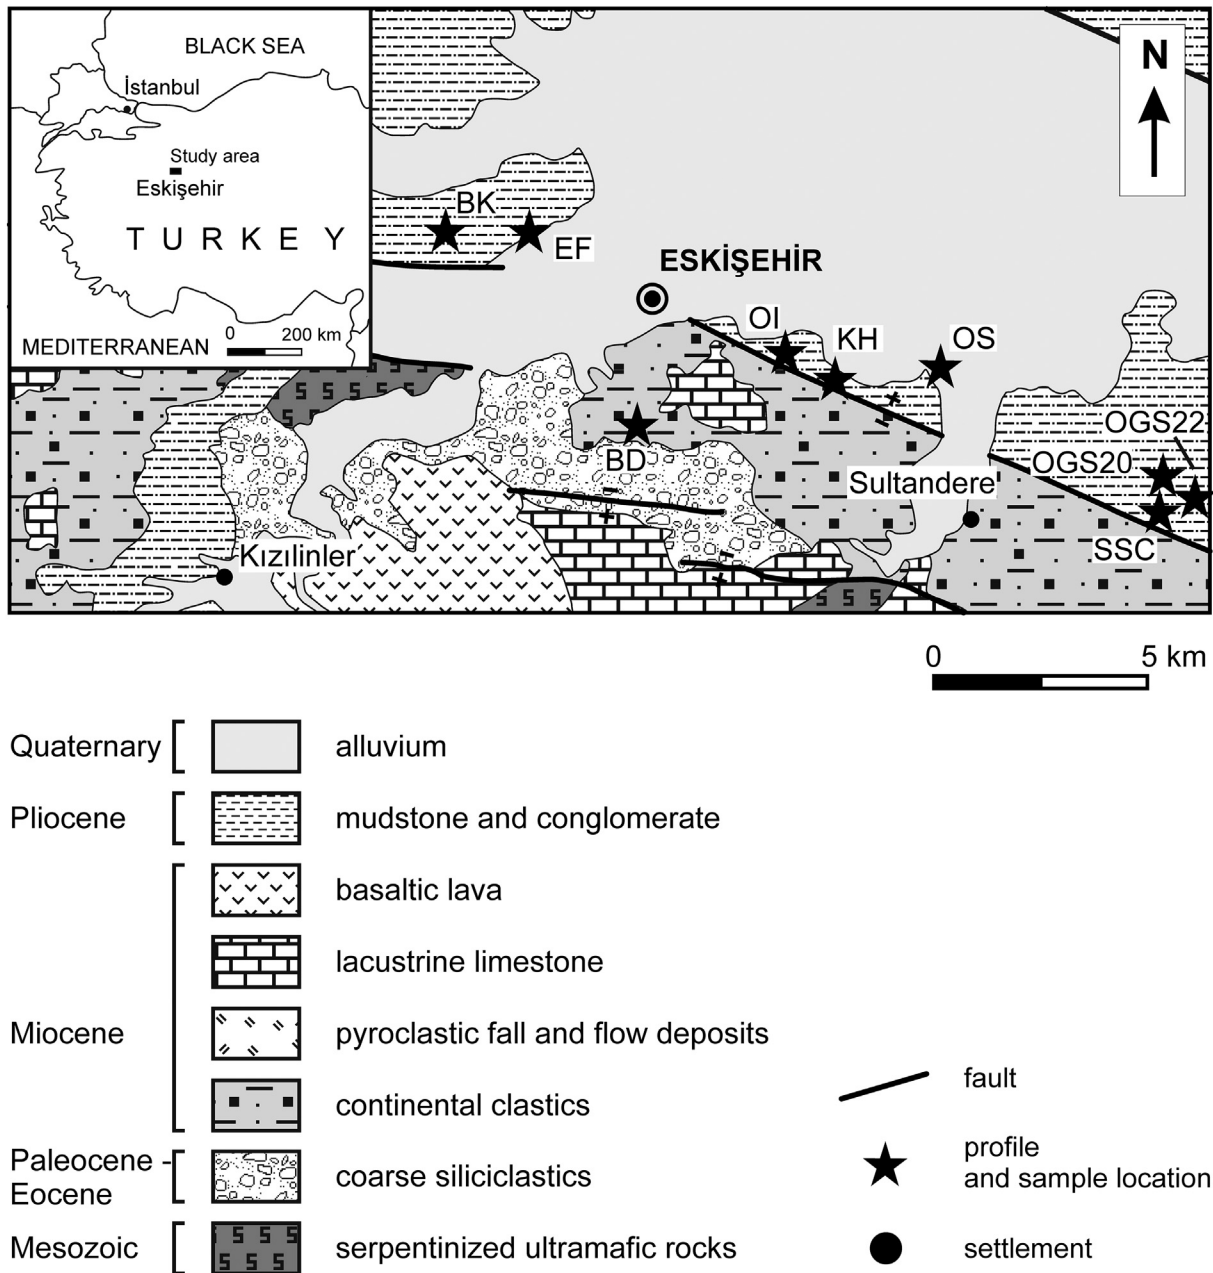 BLACK SEA
İstanbul
Study area
Eskişehir
TURKEY
0 200 km
MEDITERRANEAN
N
BK
EF
ESKİŞEHİR
OI
KH
OS
BD
OGS22
OGS20
Sultandere
SSC
Kızılinler
0 5 km
Quaternary alluvium
Pliocene mudstone and conglomerate
basaltic lava
lacustrine limestone
Miocene pyroclastic fall and flow deposits
continental clastics
Paleocene -
Eocene coarse siliciclastics
Mesozoic serpentinized ultramafic rocks
fault
profile
and sample location
settlement